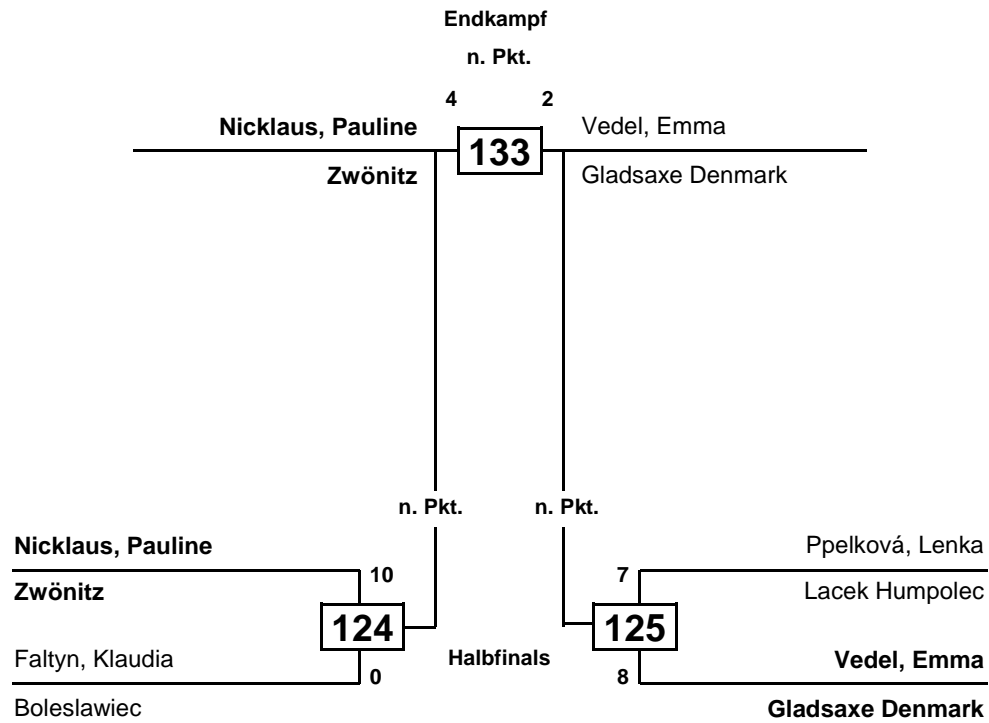 Endkampf
n. Pkt.
4 2
Nicklaus, Pauline 133 Vedel, Emma
Zwönitz Gladsaxe Denmark
n. Pkt. n. Pkt.
Nicklaus, Pauline Ppelková, Lenka
10 7
Zwönitz Lacek Humpolec
124 125
Faltyn, Klaudia Halbfinals Vedel, Emma
0 8
Boleslawiec Gladsaxe Denmark